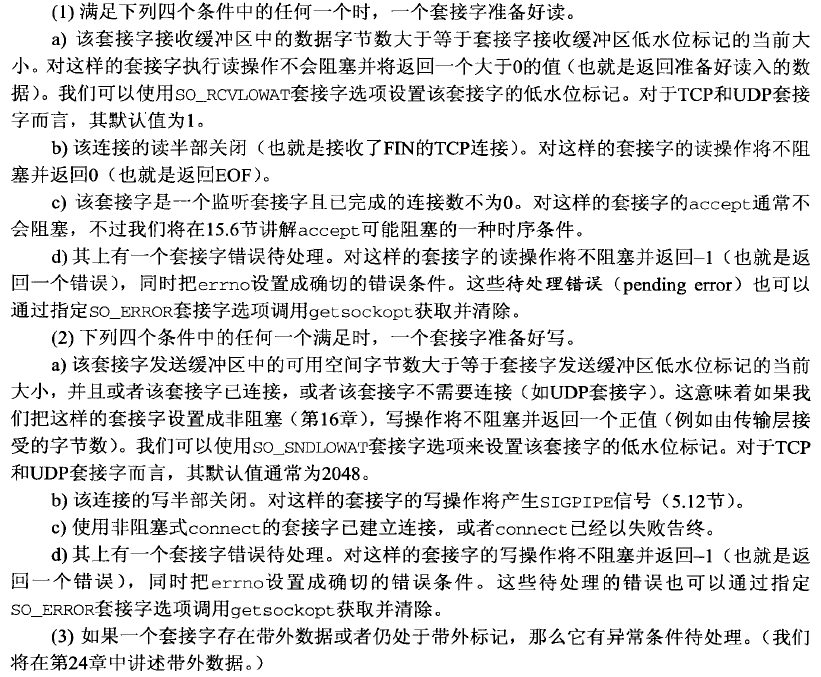 (1) 满足下列四个条件中的任何一个时，一个套接字准备好读。
a) 该套接字接收缓冲区中的数据字节数大于等于套接字接收缓冲区低水位标记的当前大
小。对这样的套接字执行读操作不会阻塞并将返回一个大于0的值（也就是返回准备好读入的数
据）。我们可以使用SO_RCVLOWAT套接字选项设置该套接字的低水位标记。对于TCP和UDP套接
字而言，其默认值为1。
b) 该连接的读半部关闭（也就是接收了FIN的TCP连接）。对这样的套接字的读操作将不阻
塞并返回0（也就是返回EOF）。
c) 该套接字是一个监听套接字且已完成的连接数不为0。对这样的套接字的accept通常不
会阻塞，不过我们将在15.6节讲解accept可能阻塞的一种时序条件。
d) 其上有一个套接字错误待处理。对这样的套接字的读操作将不阻塞并返回–1（也就是返
回一个错误），同时把errno设置成确切的错误条件。这些待处理错误（pending error）也可以
通过指定SO_ERROR套接字选项调用getsockopt获取并清除。
(2) 下列四个条件中的任何一个满足时，一个套接字准备好写。
a) 该套接字发送缓冲区中的可用空间字节数大于等于套接字发送缓冲区低水位标记的当前
大小，并且或者该套接字已连接，或者该套接字不需要连接（如UDP套接字）。这意味着如果我
们把这样的套接字设置成非阻塞（第16章），写操作将不阻塞并返回一个正值（例如由传输层接
受的字节数）。我们可以使用SO_SNDLOWAT套接字选项来设置该套接字的低水位标记。对于TCP
和UDP套接字而言，其默认值通常为2048。
b) 该连接的写半部关闭。对这样的套接字的写操作将产生SIGPIPE信号（5.12节）。
c) 使用非阻塞式connect的套接字已建立连接，或者connect已经以失败告终。
d) 其上有一个套接字错误待处理。对这样的套接字的写操作将不阻塞并返回–1（也就是返
回一个错误），同时把errno设置成确切的错误条件。这些待处理的错误也可以通过指定
SO_ERROR套接字选项调用getsockopt获取并清除。
(3) 如果一个套接字存在带外数据或者仍处于带外标记，那么它有异常条件待处理。（我们
将在第24章中讲述带外数据。）